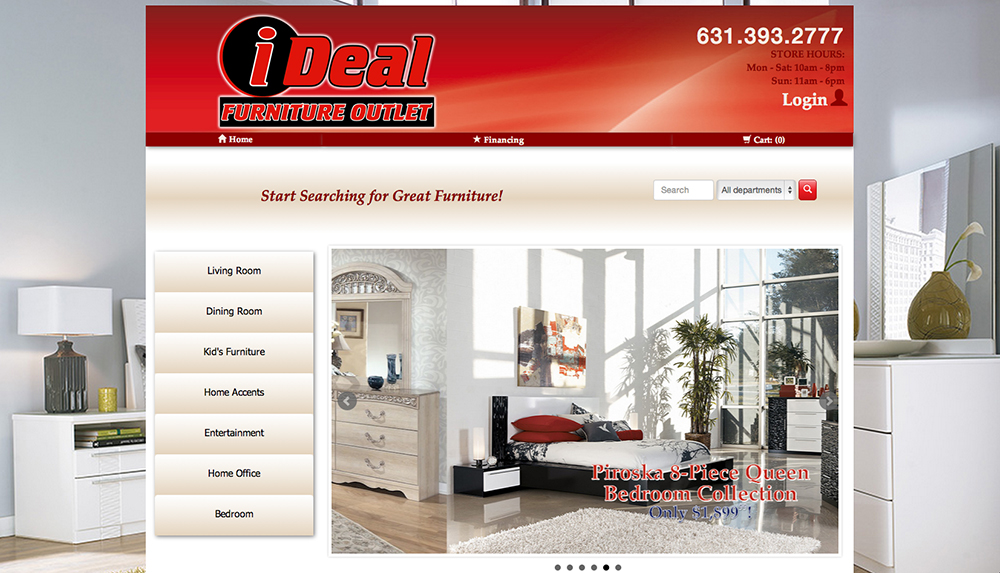 iDeal
FURNITURE OUTLET
631.393.2777
STORE HOURS:
Mon - Sat: 10am - 8pm
Sun: 11am - 6pm
Login
Home
Financing
Cart: (0)
Start Searching for Great Furniture!
Search
All departments
Living Room
Dining Room
Kid's Furniture
Home Accents
Entertainment
Home Office
Bedroom
Piroska 8-Piece Queen
Bedroom Collection
Only $1,899 !